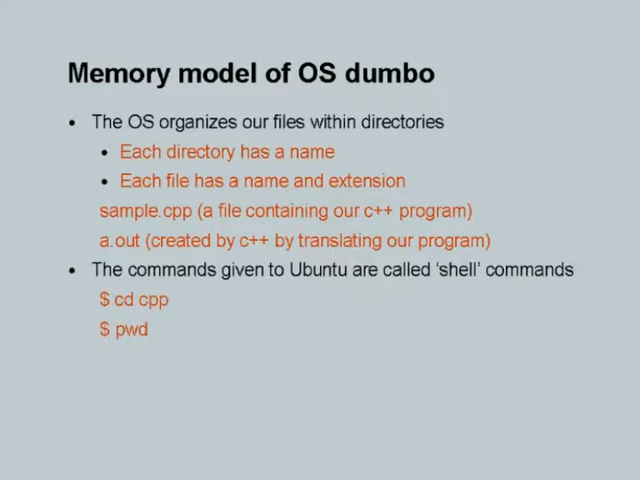 Memory model of OS dumbo
• The OS organizes our files within directories
• Each directory has a name
• Each file has a name and extension
sample.cpp (a file containing our c++ program)
a.out (created by c++ by translating our program)
• The commands given to Ubuntu are called ‘shell’ commands
$ cd cpp
$ pwd